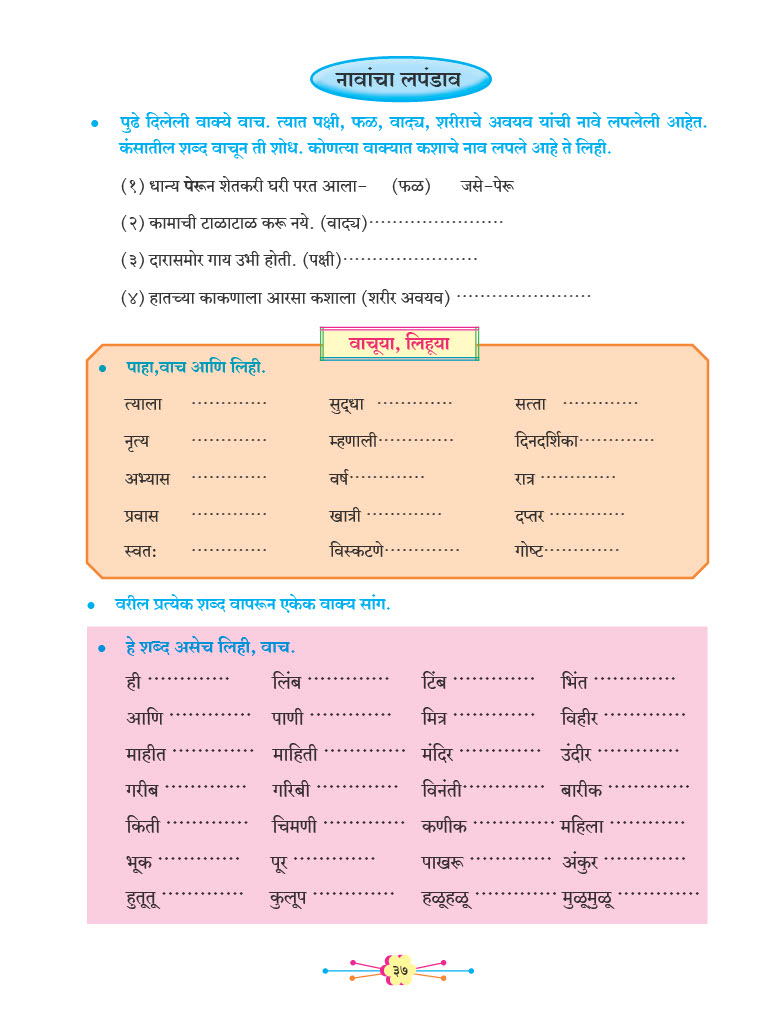 नावांचा लपंडाव
• पुढे दिलेली वाक्ये वाच. त्यात पक्षी, फळ, वाद्य, शरीराचे अवयव यांची नावे लपलेली आहेत.
कंसातील शब्द वाचून ती शोध. कोणत्या वाक्यात कशाचे नाव लपले आहे ते लिही.
(१) धान्य पेरून शेतकरी घरी परत आला– (फळ) जसे–पेरू
(२) कामाची टाळाटाळ करू नये. (वाद्य)........................
(३) दारासमोर गाय उभी होती. (पक्षी)........................
(४) हातच्या काकणाला आरसा कशाला (शरीर अवयव) ........................
वाचूया, लिहूया
• पाहा,वाच आणि लिही.
त्याला ............. सुद्धा ............. सत्ता .............
नृत्य ............. म्हणाली............. दिनदर्शिका.............
अभ्यास ............. वर्ष............. रात्र .............
प्रवास ............. खात्री ............. दप्तर .............
स्वतः ............. विस्कटणे............. गोष्ट.............
• वरील प्रत्येक शब्द वापरून एकेक वाक्य सांग.
• हे शब्द असेच लिही, वाच.
ही .............. लिंब .............. टिंब .............. भिंत ..............
आणि .............. पाणी .............. मित्र .............. विहीर ..............
माहीत .............. माहिती .............. मंदिर .............. उंदीर ..............
गरीब .............. गरिबी .............. विनंती.............. बारीक ..............
किती .............. चिमणी .............. कणीक .............. महिला ..............
भूक .............. पूर .............. पाखरू .............. अंकुर ..............
हुतूतू .............. कुलूप .............. हळूहळू .............. मुळूमुळू ..............
३७